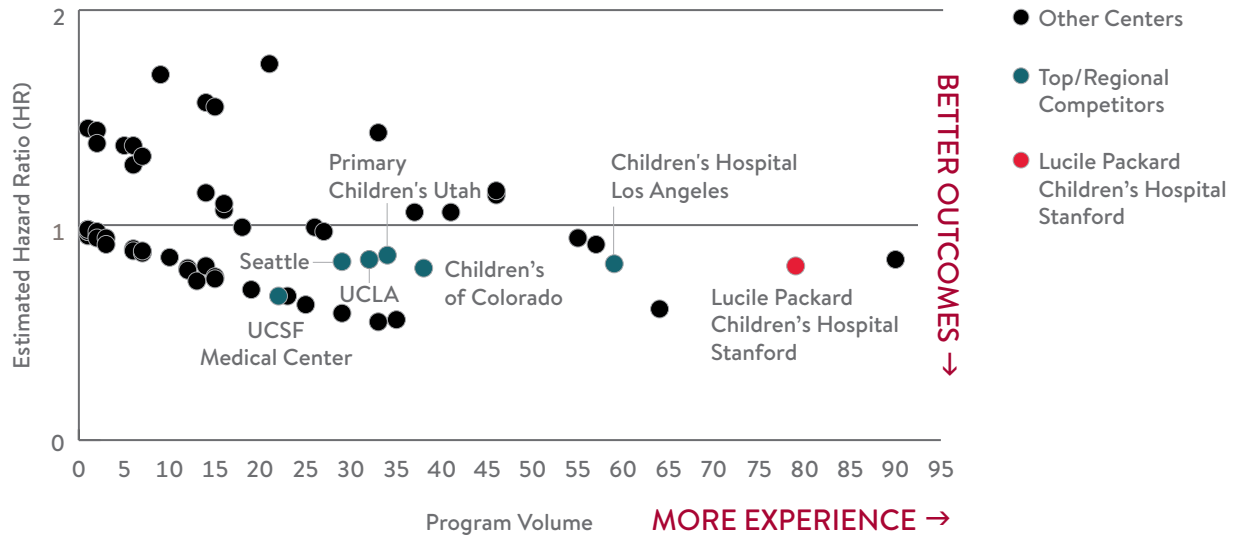 2
Other Centers
Top/Regional
Competitors
Lucile Packard
Children’s Hospital
Stanford
Estimated Hazard Ratio (HR)
BETTER OUTCOMES →
Primary
Children's Utah
Children's Hospital
Los Angeles
1
Seattle
UCLA
Children’s
of Colorado
UCSF
Medical Center
Lucile Packard
Children’s Hospital
Stanford
0
0 5 10 15 20 25 30 35 40 45 50 55 60 65 70 75 80 85 90 95
Program Volume
MORE EXPERIENCE →